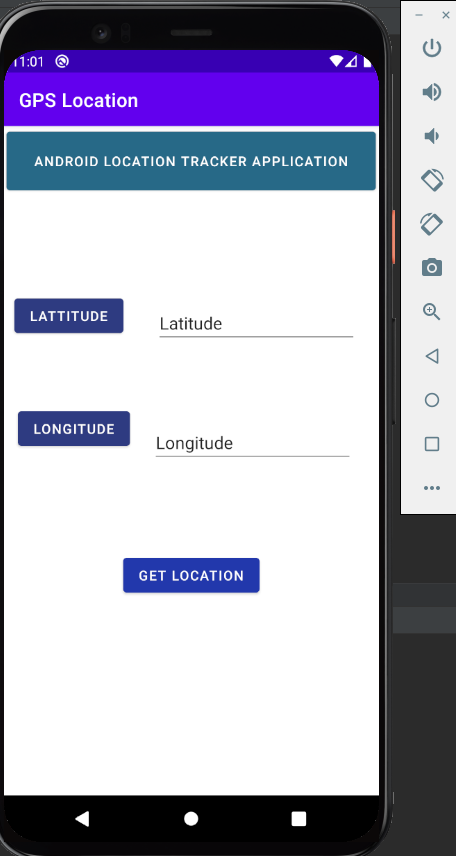 11:01
GPS Location
ANDROID LOCATION TRACKER APPLICATION
LATTITUDE
Latitude
LONGITUDE
Longitude
GET LOCATION